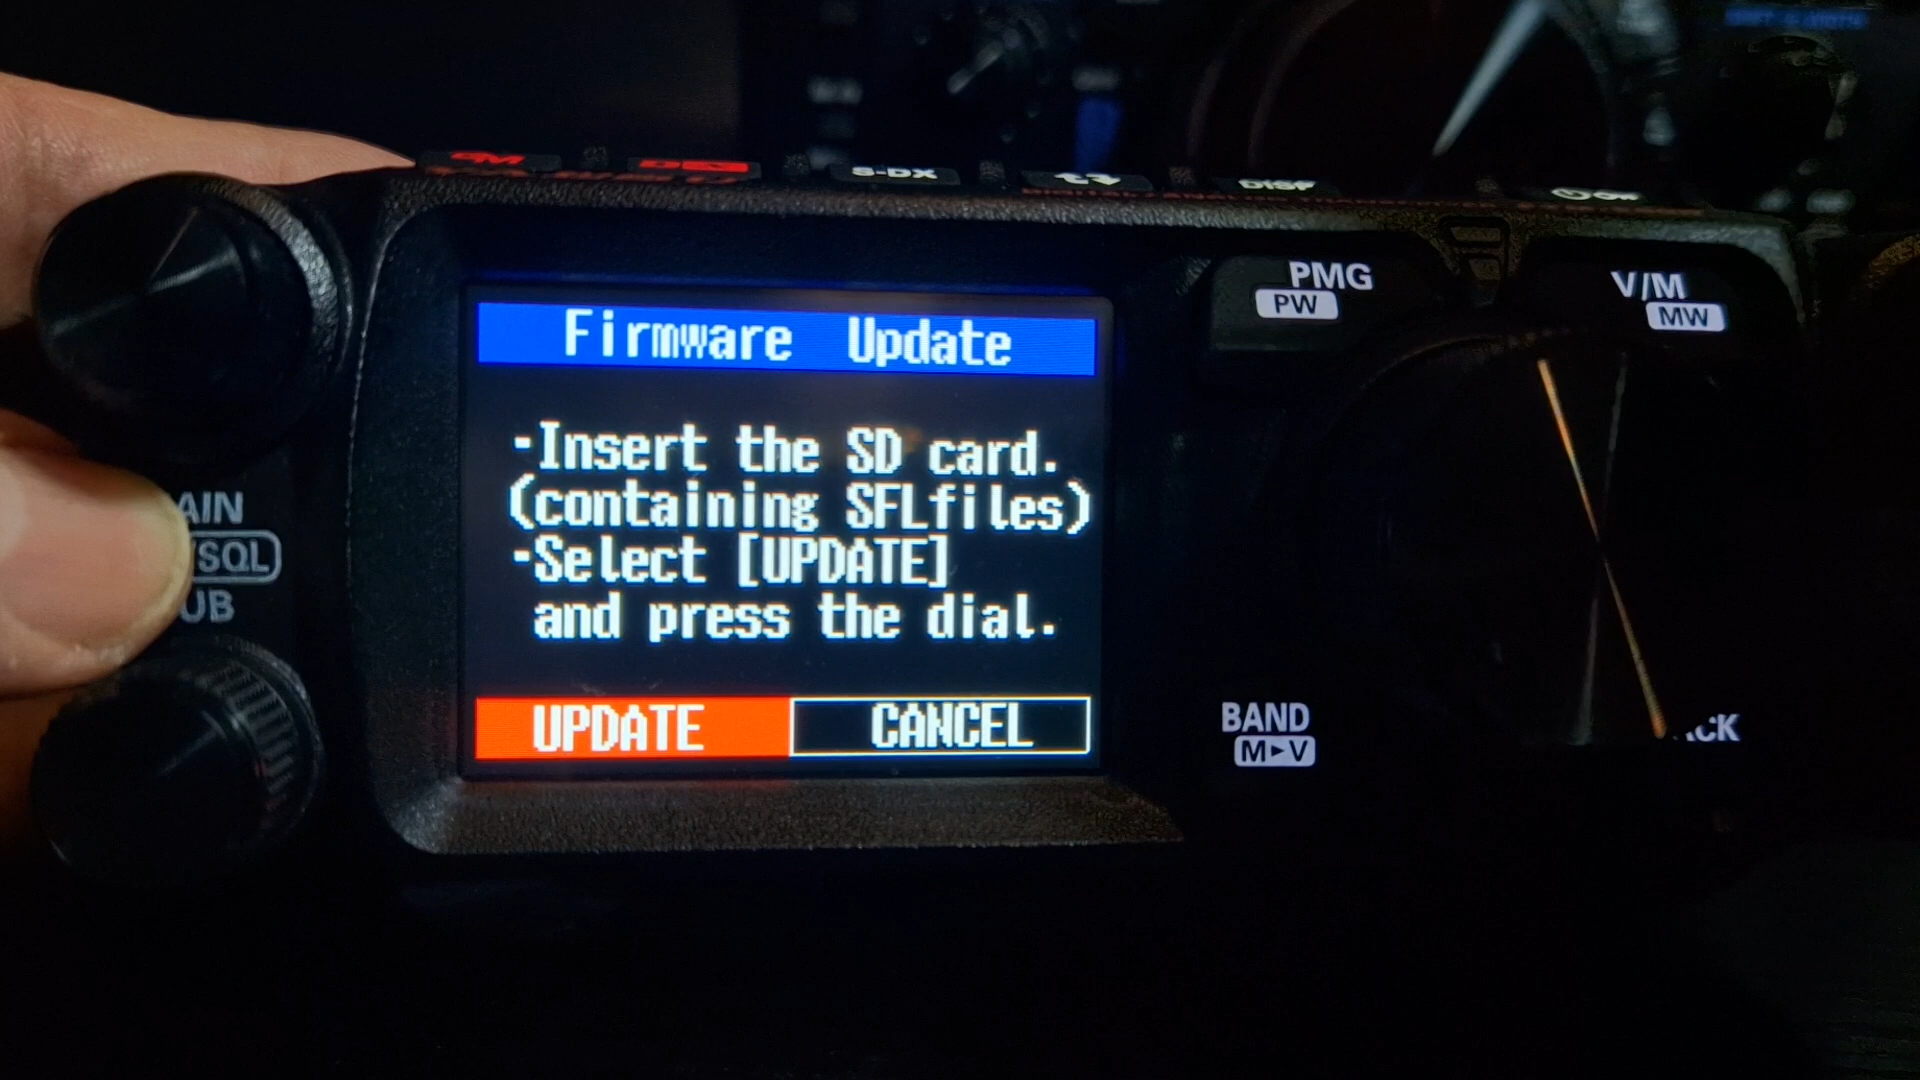 S-DX
DISP
PMG
PW
V/M
MW
Firmware Update
-Insert the SD card.
(containing SFLfiles)
-Select [UPDATE]
and press the dial.
UPDATE
CANCEL
AIN
/SQL
UB
BAND
M►V